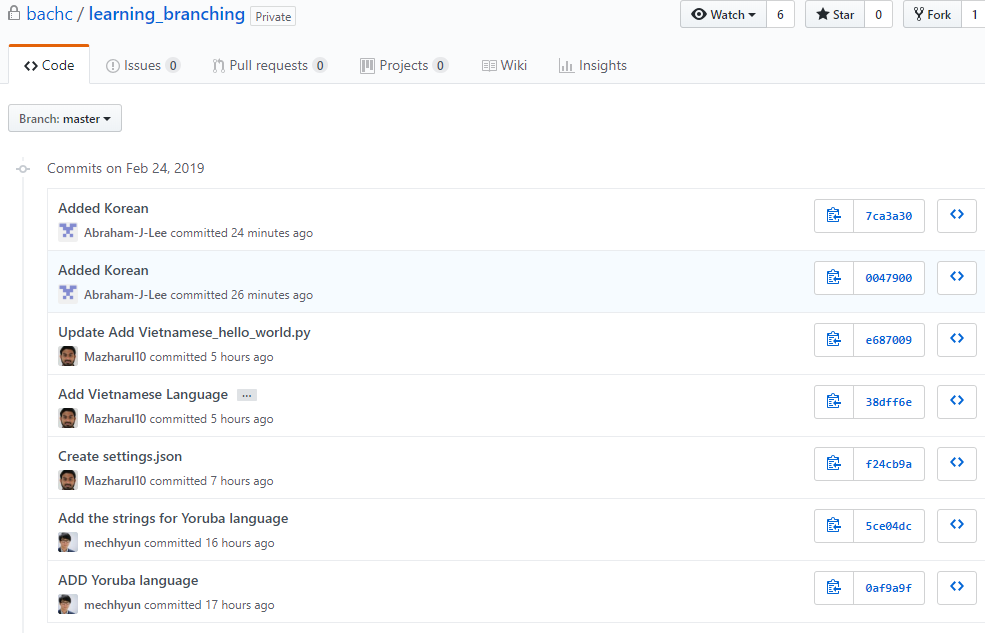 bachc / learning_branching Private
Watch 6 Star 0 Fork 1
Code Issues 0 Pull requests 0 Projects 0 Wiki Insights
Branch: master
Commits on Feb 24, 2019
Added Korean
Abraham-J-Lee committed 24 minutes ago
7ca3a30
Added Korean
Abraham-J-Lee committed 26 minutes ago
0047900
Update Add Vietnamese_hello_world.py
Mazharul10 committed 5 hours ago
e687009
Add Vietnamese Language ...
Mazharul10 committed 5 hours ago
38dff6e
Create settings.json
Mazharul10 committed 7 hours ago
f24cb9a
Add the strings for Yoruba language
mechhyun committed 16 hours ago
5ce04dc
ADD Yoruba language
mechhyun committed 17 hours ago
0af9a9f